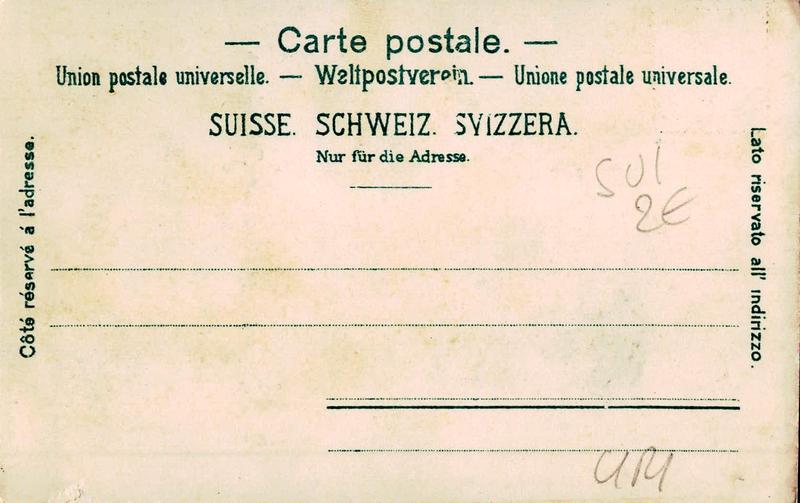 — Carte postale. —
Union postale universelle. — Weltpostverein. — Unione postale universale.
SUISSE. SCHWEIZ. SVIZZERA.
Nur für die Adresse.
Côté réservé á l'adresse.
Lato riservato all' indirizzo.
SUI
2€
URI